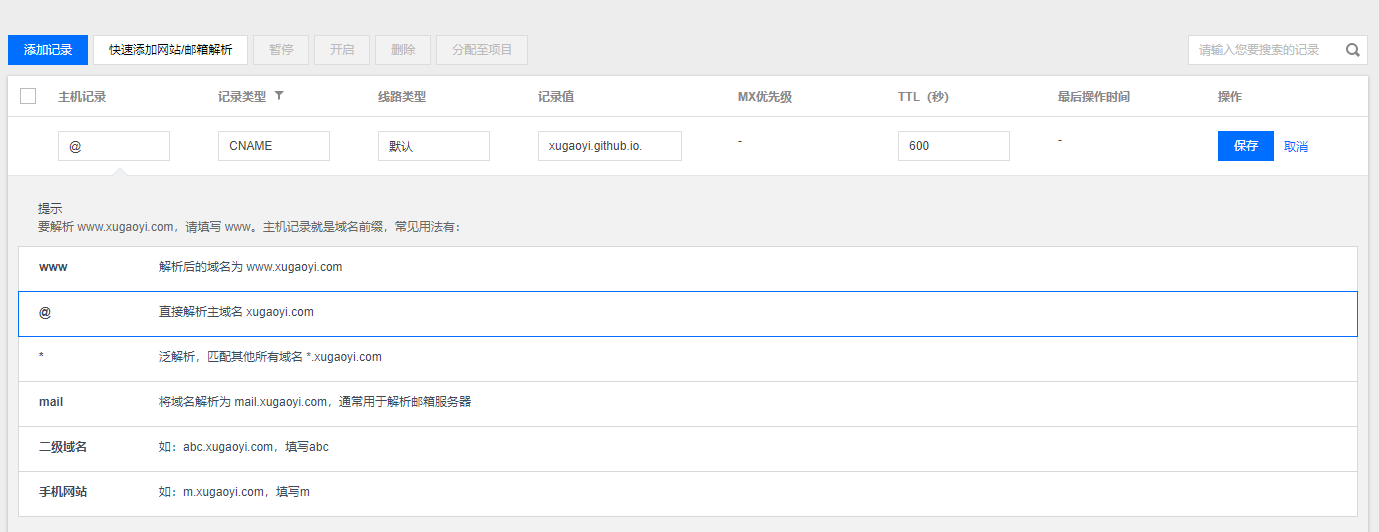 添加记录 快速添加网站/邮箱解析 暂停 开启 删除 分配至项目 请输入您要搜索的记录
主机记录 记录类型 线路类型 记录值 MX优先级 TTL（秒） 最后操作时间 操作
@ CNAME 默认 xugaoyi.github.io. - 600 - 保存 取消
提示
要解析 www.xugaoyi.com，请填写 www。主机记录就是域名前缀，常见用法有：
www 解析后的域名为 www.xugaoyi.com
@ 直接解析主域名 xugaoyi.com
* 泛解析，匹配其他所有域名 *.xugaoyi.com
mail 将域名解析为 mail.xugaoyi.com，通常用于解析邮箱服务器
二级域名 如：abc.xugaoyi.com，填写abc
手机网站 如：m.xugaoyi.com，填写m